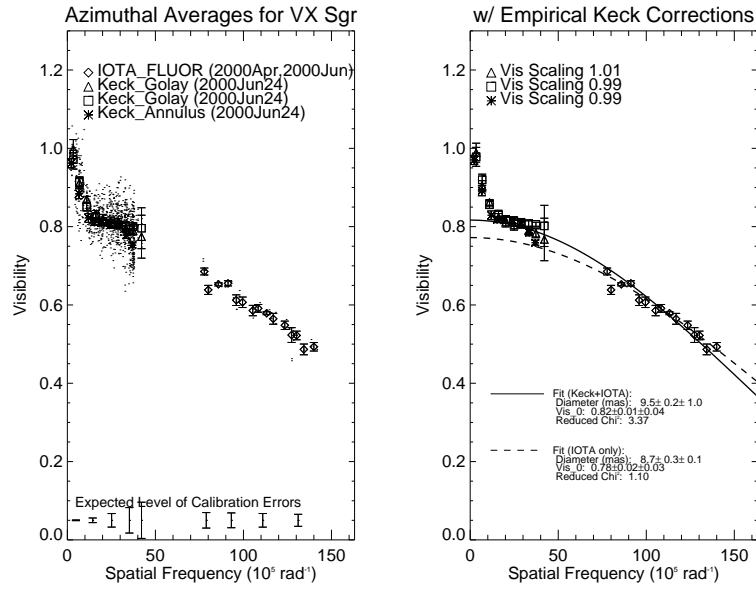 Azimuthal Averages for VX Sgr
IOTA_FLUOR (2000Apr,2000Jun)
Keck_Golay (2000Jun24)
Keck_Golay (2000Jun24)
Keck_Annulus (2000Jun24)
1.2
1.0
0.8
0.6
0.4
0.2
0.0
Visibility
Expected Level of Calibration Errors
0 50 100 150
Spatial Frequency (10⁵ rad⁻¹)
w/ Empirical Keck Corrections
Vis Scaling 1.01
Vis Scaling 0.99
Vis Scaling 0.99
1.2
1.0
0.8
0.6
0.4
0.2
0.0
Visibility
Fit (Keck+IOTA):
Diameter (mas): 9.5± 0.2± 1.0
Vis_0: 0.82±0.01±0.04
Reduced Chi²: 3.37
Fit (IOTA only):
Diameter (mas): 8.7± 0.3± 0.1
Vis_0: 0.78±0.02±0.03
Reduced Chi²: 1.10
0 50 100 150
Spatial Frequency (10⁵ rad⁻¹)